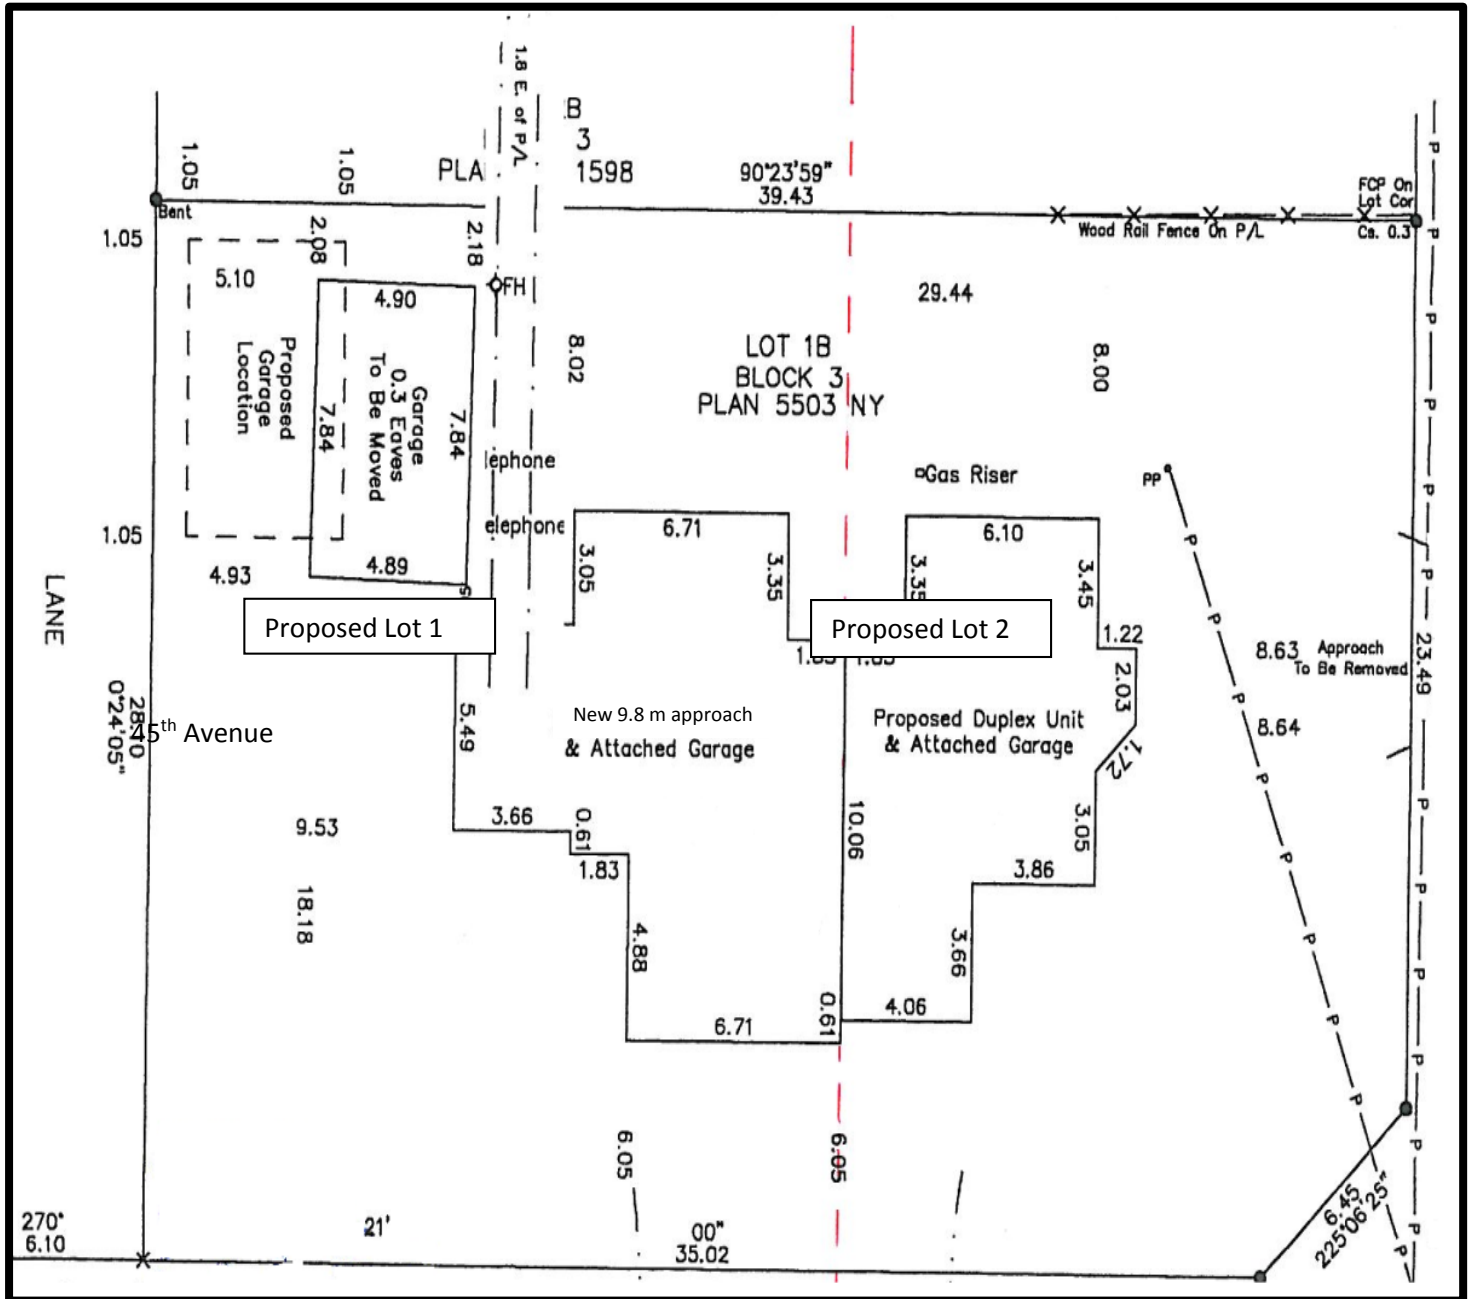 1.8 E. of P/L
B
3
PLA
1598
90°23'59"
39.43
FCP On
Lot Cor
Cs. 0.3
Wood Rail Fence On P/L
P
P
P
P
P
P
P
P
P
P
P
P
P
1.05
1.05
Bent
1.05
2.08
2.18
5.10
4.90
FH
29.44
8.02
8.00
LOT 1B
BLOCK 3
PLAN 5503 NY
Proposed
Garage
Location
7.84
Garage
0.3 Eaves
To Be Moved
7.84
lephone
elephone
Gas Riser
PP
1.05
4.93
4.89
s
6.71
3.05
3.35
6.10
3.35
3.45
LANE
Proposed Lot 1
Proposed Lot 2
1.22
2.03
1.72
8.63
Approach
To Be Removed
23.49
8.64
28.10
0°24'05"
45th Avenue
5.49
New 9.8 m approach
& Attached Garage
Proposed Duplex Unit
& Attached Garage
9.53
3.66
0.61
1.83
10.06
3.05
3.86
18.18
4.88
3.66
6.71
0.61
4.06
P
P
P
P
P
P
P
P
P
P
6.05
6.05
6.45
225°06'25"
270°
6.10
21'
00"
35.02